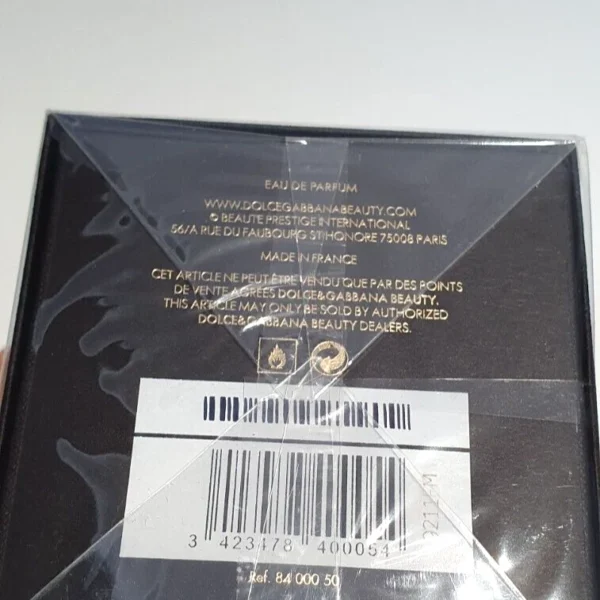 EAU DE PARFUM
WWW.DOLCEGABBANABEAUTY.COM
© BEAUTE PRESTIGE INTERNATIONAL
56/A RUE DU FAUBOURG ST HONORE 75008 PARIS
MADE IN FRANCE
CET ARTICLE NE PEUT ÊTRE VENDU QUE PAR DES POINTS
DE VENTE AGRÉÉS DOLCE&GABBANA BEAUTY.
THIS ARTICLE MAY ONLY BE SOLD BY AUTHORIZED
DOLCE&GABBANA BEAUTY DEALERS.
3 423478 400054
Ref. 84 000 50